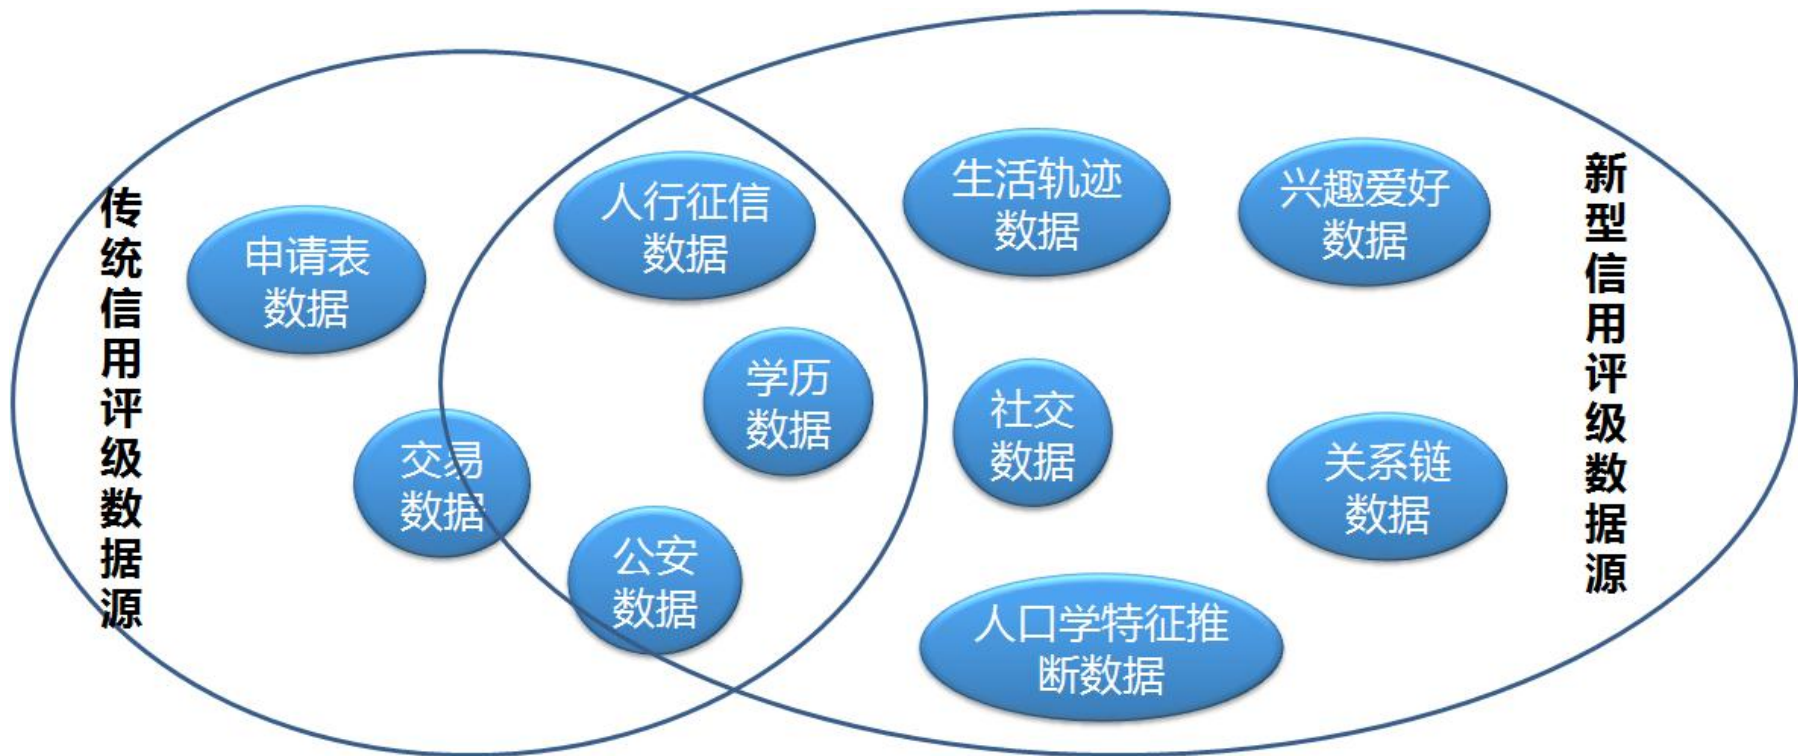 传统信用评级数据源
申请表
数据
交易
数据
人行征信
数据
学历
数据
公安
数据
生活轨迹
数据
兴趣爱好
数据
社交
数据
关系链
数据
人口学特征推
断数据
新型信用评级数据源